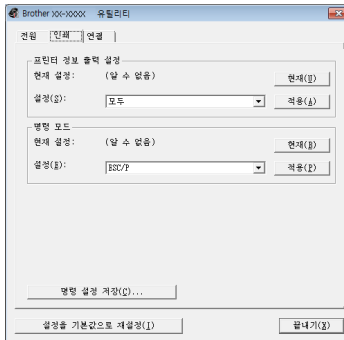 Brother XX-XXXX 유틸리티
전원 인쇄 연결
프린터 정보 출력 설정
현재 설정: (알 수 없음) 현재(U)
설정(S): 모두 적용(A)
명령 모드
현재 설정: (알 수 없음) 현재(B)
설정(E): ESC/P 적용(P)
명령 설정 저장(C)...
설정을 기본값으로 재설정(I) 끝내기(X)